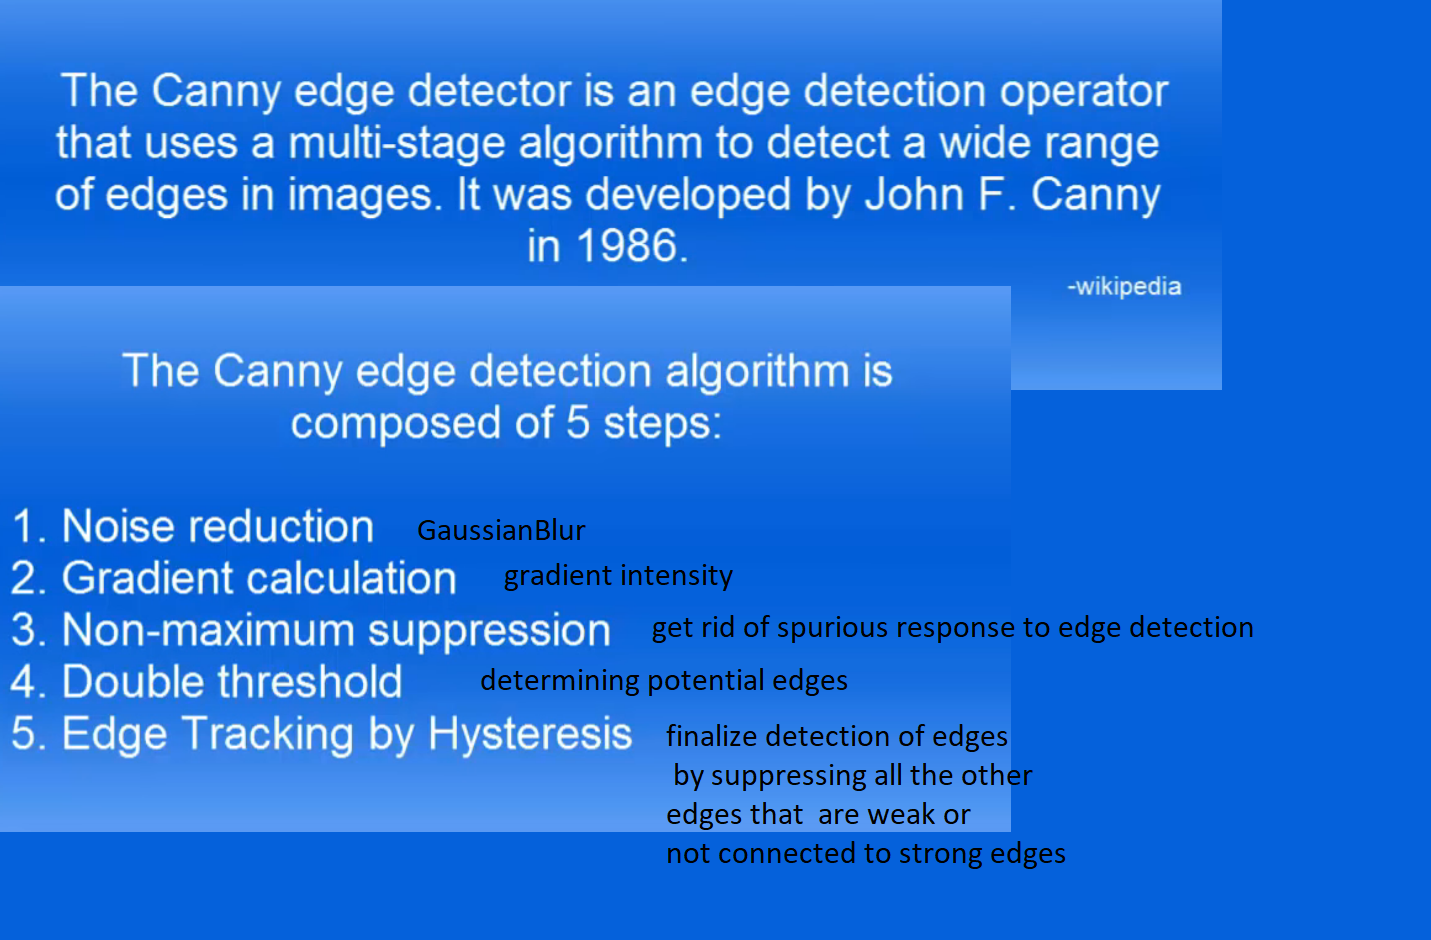 The Canny edge detector is an edge detection operator
that uses a multi-stage algorithm to detect a wide range
of edges in images. It was developed by John F. Canny
in 1986.
-wikipedia
The Canny edge detection algorithm is
composed of 5 steps:
1. Noise reduction GaussianBlur
2. Gradient calculation gradient intensity
3. Non-maximum suppression get rid of spurious response to edge detection
4. Double threshold determining potential edges
5. Edge Tracking by Hysteresis finalize detection of edges
by suppressing all the other
edges that are weak or
not connected to strong edges